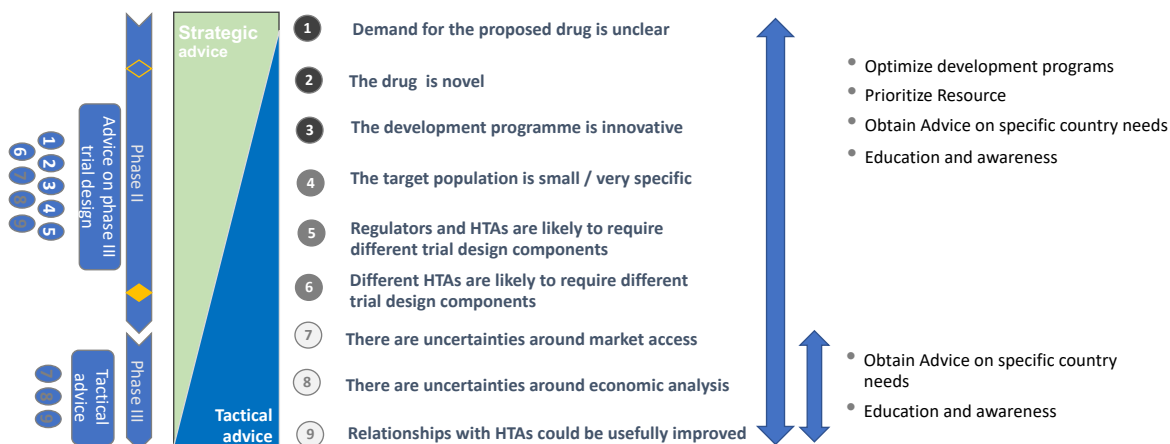 Strategic
advice
Tactical
advice
Phase II
Advice on phase III
trial design
1
2
3
4
5
6
7
8
9
Phase III
Tactical
advice
7
8
9
1 Demand for the proposed drug is unclear
2 The drug is novel
3 The development programme is innovative
4 The target population is small / very specific
5 Regulators and HTAs are likely to require
different trial design components
6 Different HTAs are likely to require different
trial design components
7 There are uncertainties around market access
8 There are uncertainties around economic analysis
9 Relationships with HTAs could be usefully improved
• Optimize development programs
• Prioritize Resource
• Obtain Advice on specific country needs
• Education and awareness
• Obtain Advice on specific country
needs
• Education and awareness